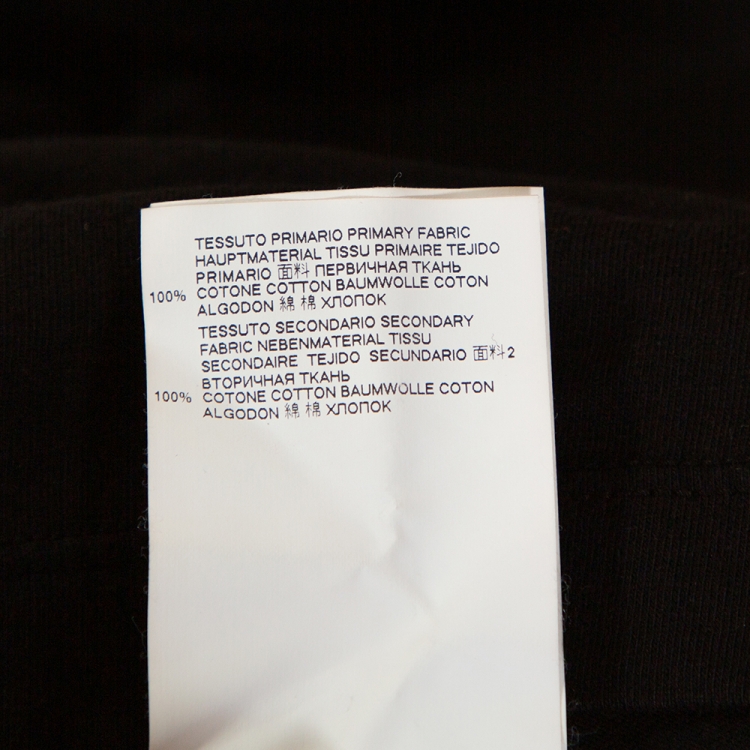 TESSUTO PRIMARIO PRIMARY FABRIC
HAUPTMATERIAL TISSU PRIMAIRE TEJIDO
PRIMARIO 面料 ПЕРВИЧНАЯ ТКАНЬ
100% COTONE COTTON BAUMWOLLE COTON
ALGODON 綿 棉 ХЛОПОК
TESSUTO SECONDARIO SECONDARY
FABRIC NEBENMATERIAL TISSU
SECONDAIRE TEJIDO SECUNDARIO 面料2
ВТОРИЧНАЯ ТКАНЬ
100% COTONE COTTON BAUMWOLLE COTON
ALGODON 綿 棉 ХЛОПОК